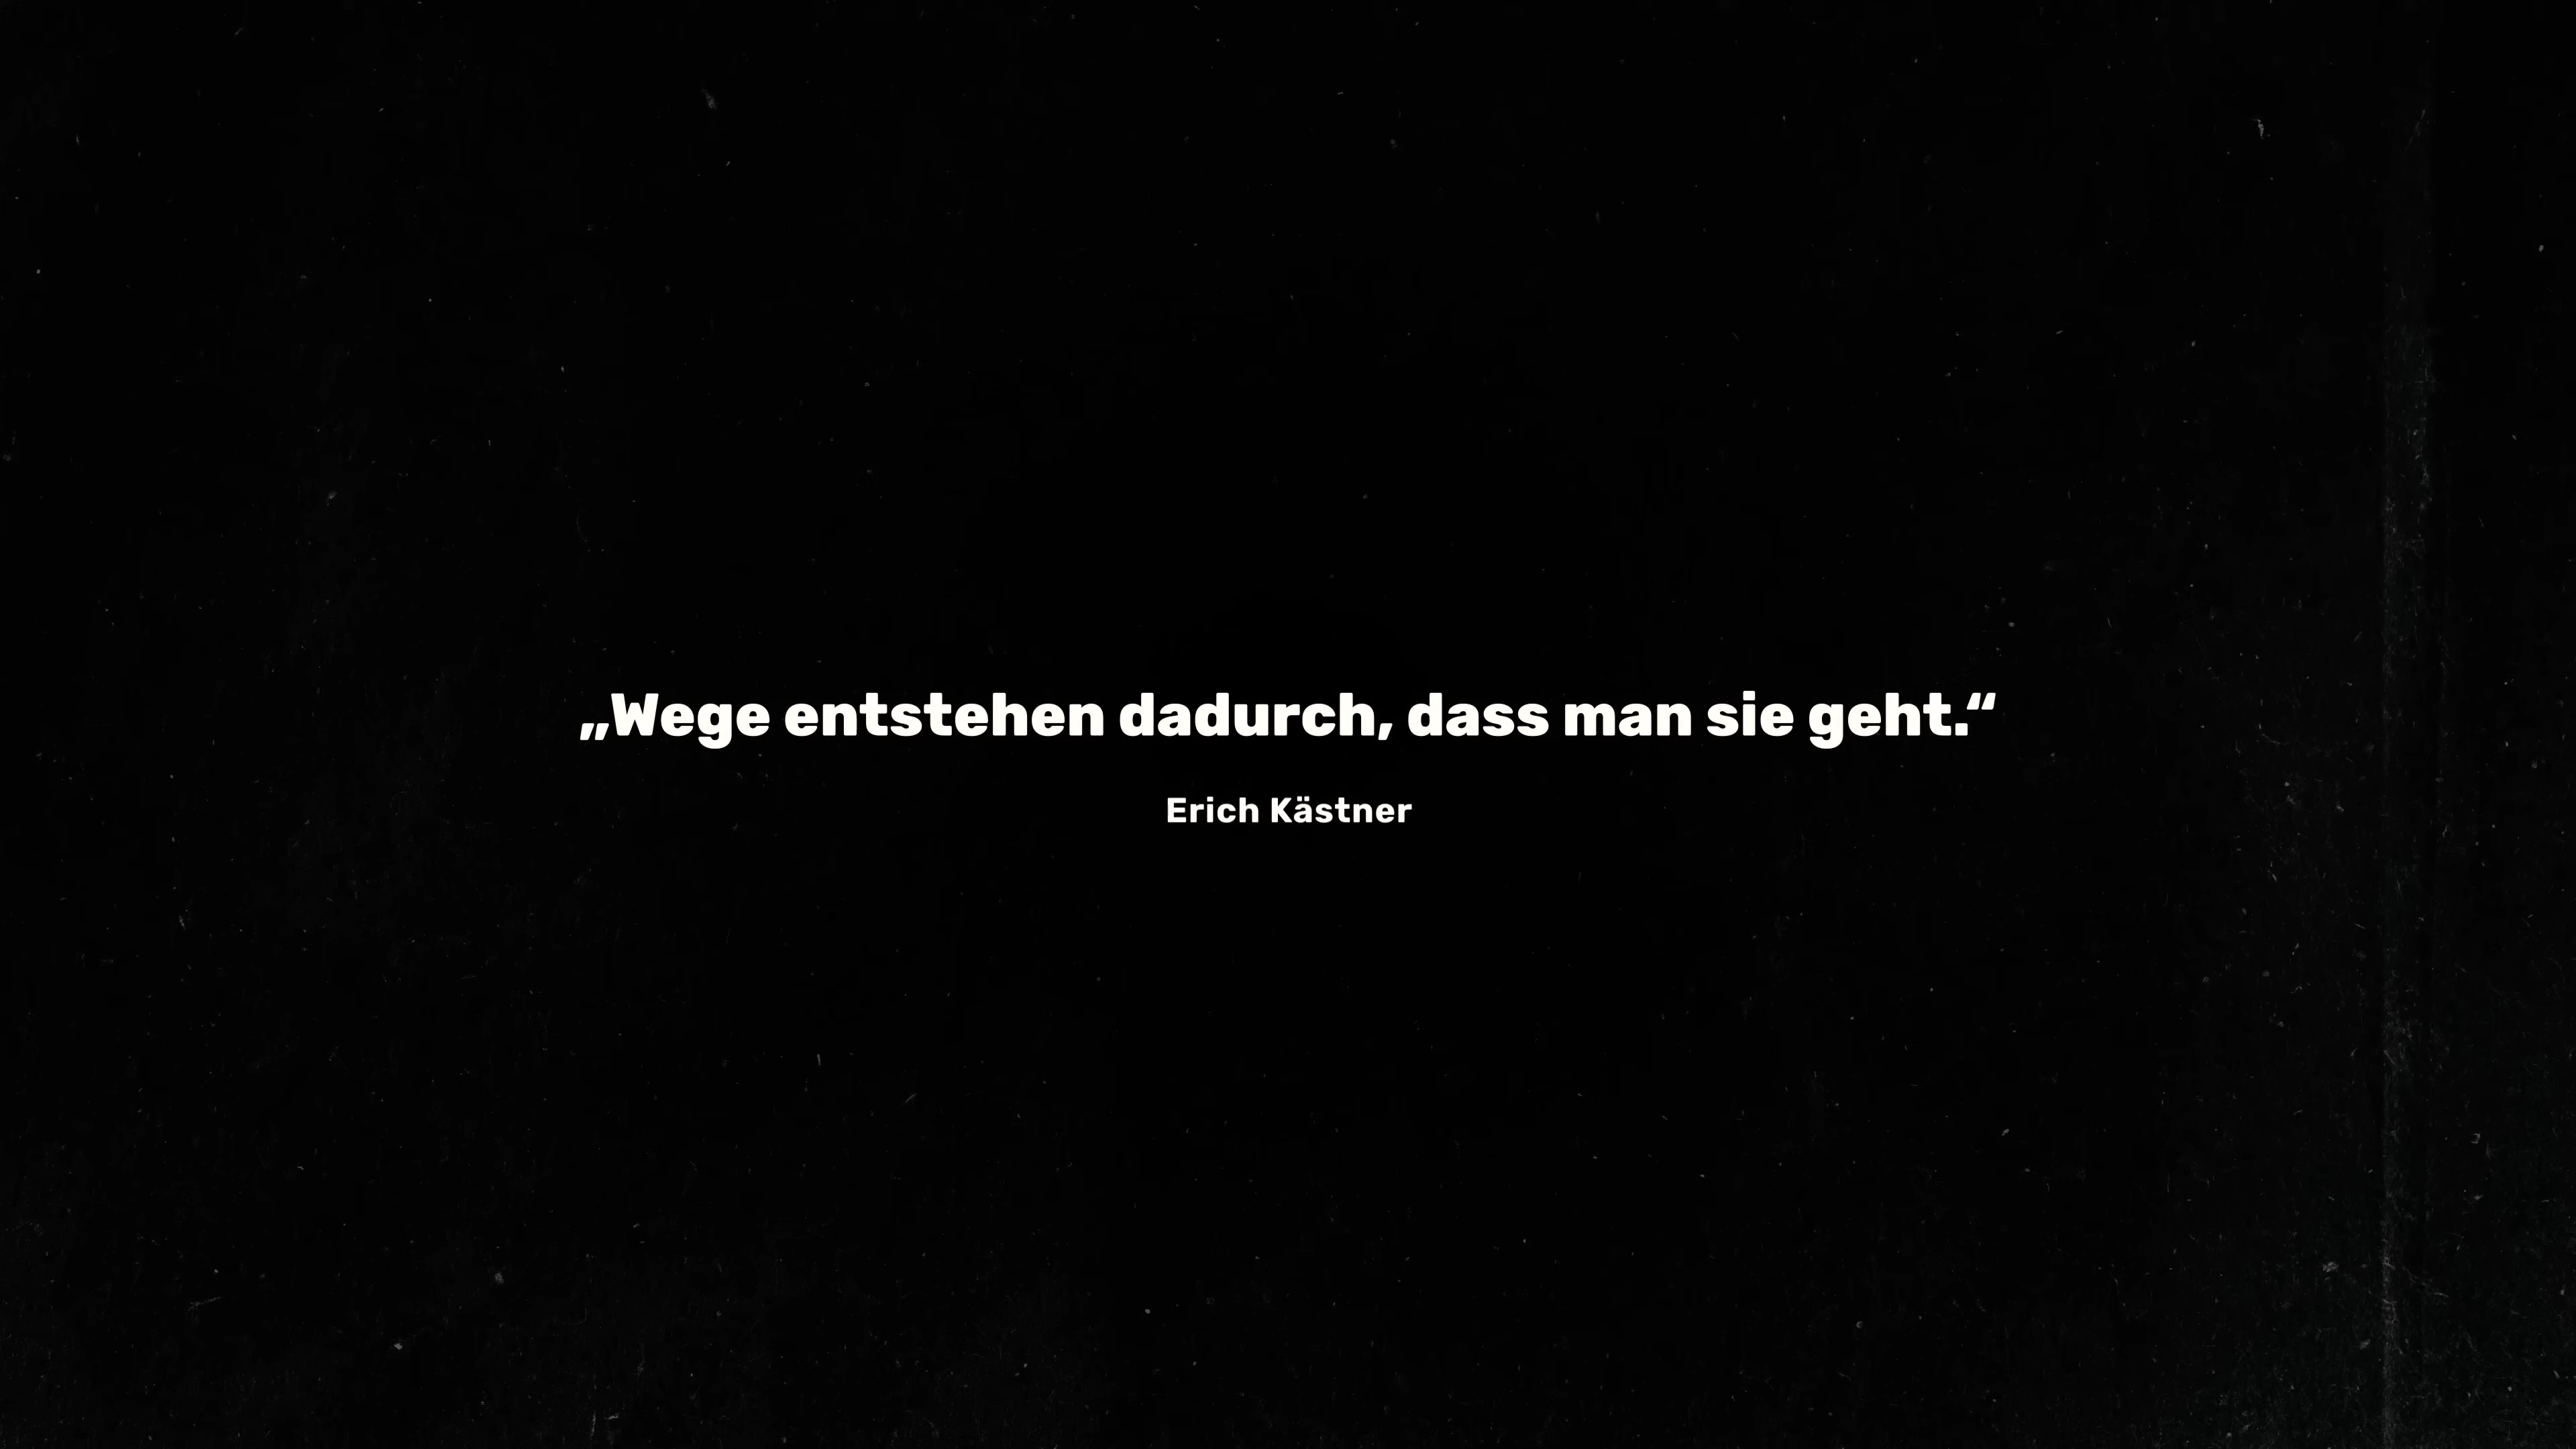 „Wege entstehen dadurch, dass man sie geht.“
Erich Kästner